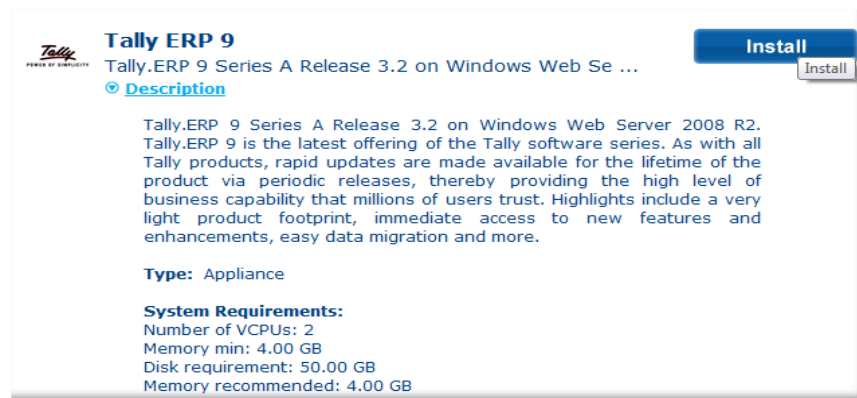 Tally
POWER OF SIMPLICITY
Tally ERP 9
Install
Tally.ERP 9 Series A Release 3.2 on Windows Web Se ...
Install
Description
Tally.ERP 9 Series A Release 3.2 on Windows Web Server 2008 R2.
Tally.ERP 9 is the latest offering of the Tally software series. As with all
Tally products, rapid updates are made available for the lifetime of the
product via periodic releases, thereby providing the high level of
business capability that millions of users trust. Highlights include a very
light product footprint, immediate access to new features and
enhancements, easy data migration and more.
Type: Appliance
System Requirements:
Number of VCPUs: 2
Memory min: 4.00 GB
Disk requirement: 50.00 GB
Memory recommended: 4.00 GB